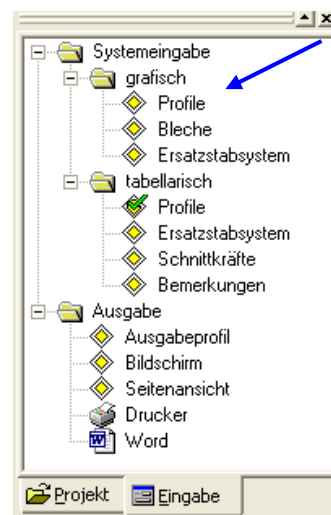 Systemeingabe
grafisch
Profile
Bleche
Ersatzstabsystem
tabellarisch
Profile
Ersatzstabsystem
Schnittkräfte
Bemerkungen
Ausgabe
Ausgabeprofil
Bildschirm
Seitenansicht
Drucker
Word
Projekt Eingabe